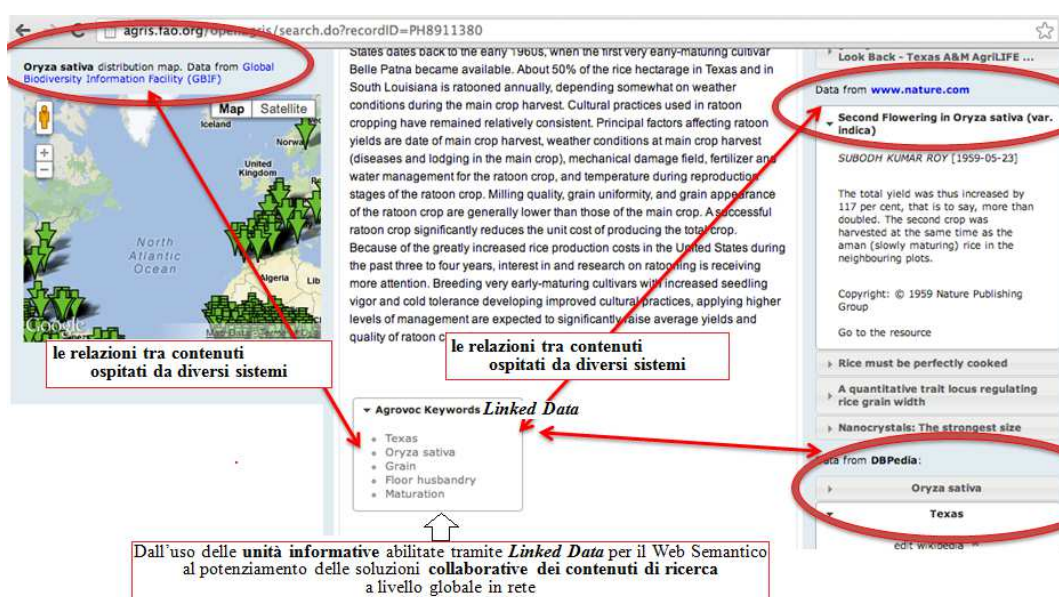 agris.fao.org/openagris/search.do?recordID=PH8911380
Oryza sativa distribution map. Data from Global
Biodiversity Information Facility (GBIF)
Map Satellite
Iceland
Norway
United
Kingdom
North
Atlantic
Ocean
Algeria
Lib
Google
le relazioni tra contenuti
ospitati da diversi sistemi
States dates back to the early 1960s, when the first very early-maturing cultivar
Belle Patna became available. About 50% of the rice hectarage in Texas and in
South Louisiana is ratooned annually, depending somewhat on weather
conditions during the main crop harvest. Cultural practices used in ratoon
cropping have remained relatively consistent. Principal factors affecting ratoon
yields are date of main crop harvest, weather conditions at main crop harvest
(diseases and lodging in the main crop), mechanical damage field, fertilizer and
water management for the ratoon crop, and temperature during reproduction
stages of the ratoon crop. Milling quality, grain uniformity, and grain appearance
of the ratoon crop are generally lower than those of the main crop. A successful
ratoon crop significantly reduces the unit cost of producing the total crop.
Because of the greatly increased rice production costs in the United States during
the past three to four years, interest in and research on ratooning is receiving
more attention. Breeding very early-maturing cultivars with increased seedling
vigor and cold tolerance developing improved cultural practices, applying higher
levels of management are expected to significantly raise average yields and
quality of ratoon c
le relazioni tra contenuti
ospitati da diversi sistemi
Agrovoc Keywords Linked Data
Texas
Oryza sativa
Grain
Floor husbandry
Maturation
Look Back - Texas A&M AgriLIFE ...
Data from www.nature.com
Second Flowering in Oryza sativa (var.
indica)
SUBODH KUMAR ROY [1959-05-23]
The total yield was thus increased by
117 per cent, that is to say, more than
doubled. The second crop was
harvested at the same time as the
aman (slowly maturing) rice in the
neighbouring plots.
Copyright: © 1959 Nature Publishing
Group
Go to the resource
Rice must be perfectly cooked
A quantitative trait locus regulating
rice grain width
Nanocrystals: The strongest size
Data from DBPedia:
Oryza sativa
Texas
edit wikipedia
Dall'uso delle unità informative abilitate tramite Linked Data per il Web Semantico
al potenziamento delle soluzioni collaborative dei contenuti di ricerca
a livello globale in rete